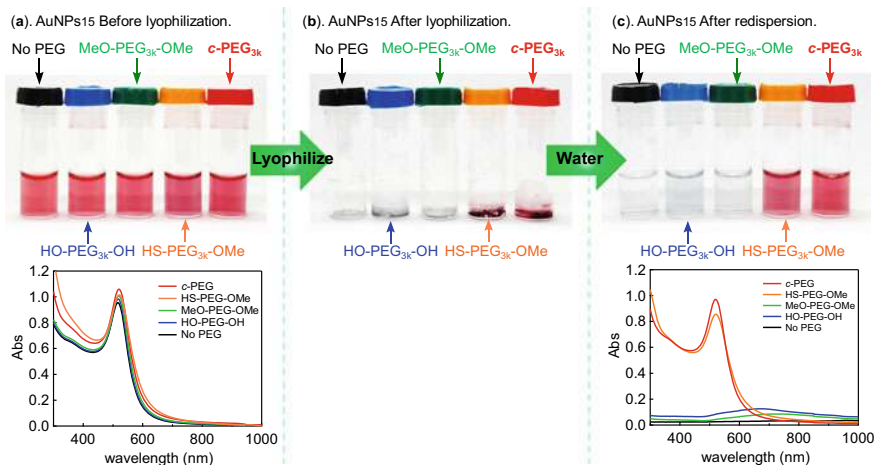 (a). AuNPs15 Before lyophilization.
No PEG MeO-PEG3k-OMe c-PEG3k
HO-PEG3k-OH HS-PEG3k-OMe
Lyophilize
(b). AuNPs15 After lyophilization.
No PEG MeO-PEG3k-OMe c-PEG3k
HO-PEG3k-OH HS-PEG3k-OMe
Water
(c). AuNPs15 After redispersion.
No PEG MeO-PEG3k-OMe c-PEG3k
HO-PEG3k-OH HS-PEG3k-OMe
1.2
1.0
0.8
0.6
0.4
0.2
0.0
Abs
c-PEG
HS-PEG-OMe
MeO-PEG-OMe
HO-PEG-OH
No PEG
400 600 800 1000
wavelength (nm)
1.2
1.0
0.8
0.6
0.4
0.2
0.0
Abs
c-PEG
HS-PEG-OMe
MeO-PEG-OMe
HO-PEG-OH
No PEG
400 600 800 1000
wavelength (nm)